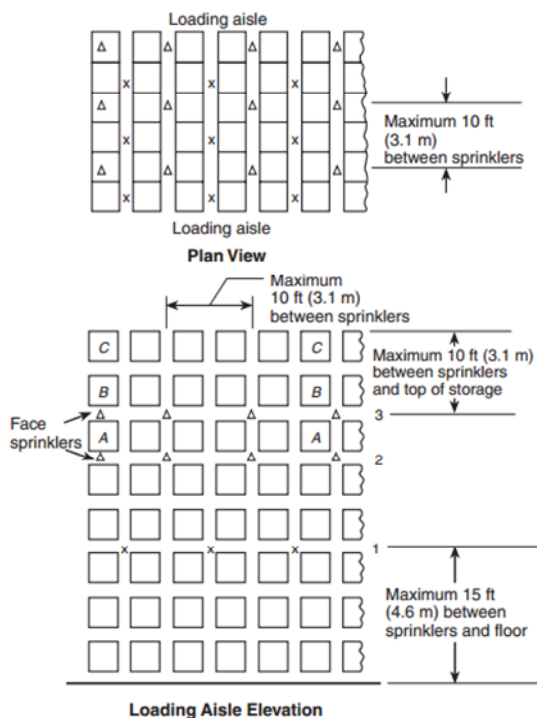 Loading aisle
x x x
x x x
x x x
Maximum 10 ft
(3.1 m)
between sprinklers
Loading aisle
Plan View
Maximum
10 ft (3.1 m)
between sprinklers
C C
B B
A A
Face
sprinklers
Maximum 10 ft (3.1 m)
between sprinklers
and top of storage
3
2
x x x 1
Maximum 15 ft
(4.6 m) between
sprinklers and floor
Loading Aisle Elevation